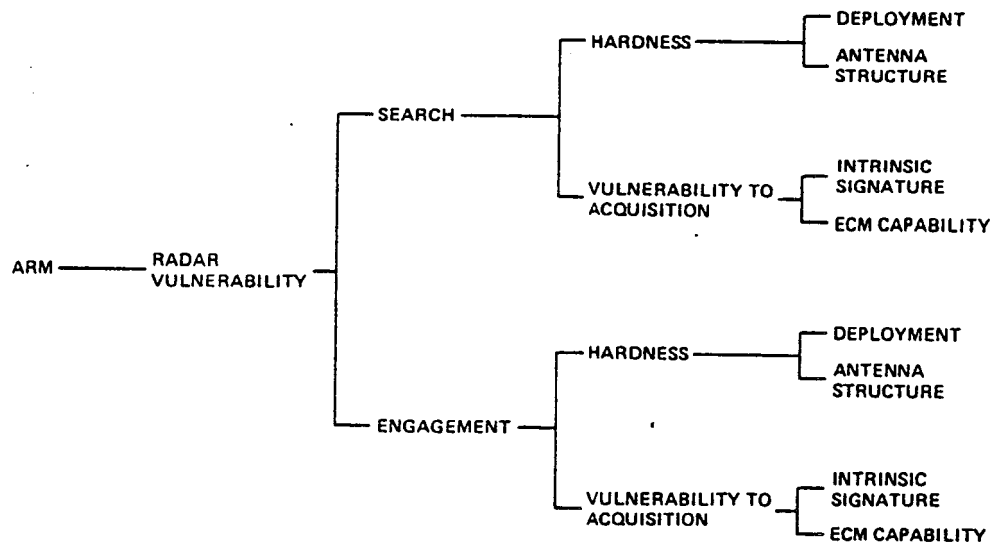 DEPLOYMENT
HARDNESS
ANTENNA
STRUCTURE
SEARCH
INTRINSIC
SIGNATURE
VULNERABILITY TO
ACQUISITION
ECM CAPABILITY
ARM
RADAR
VULNERABILITY
DEPLOYMENT
HARDNESS
ANTENNA
STRUCTURE
ENGAGEMENT
INTRINSIC
SIGNATURE
VULNERABILITY TO
ACQUISITION
ECM CAPABILITY